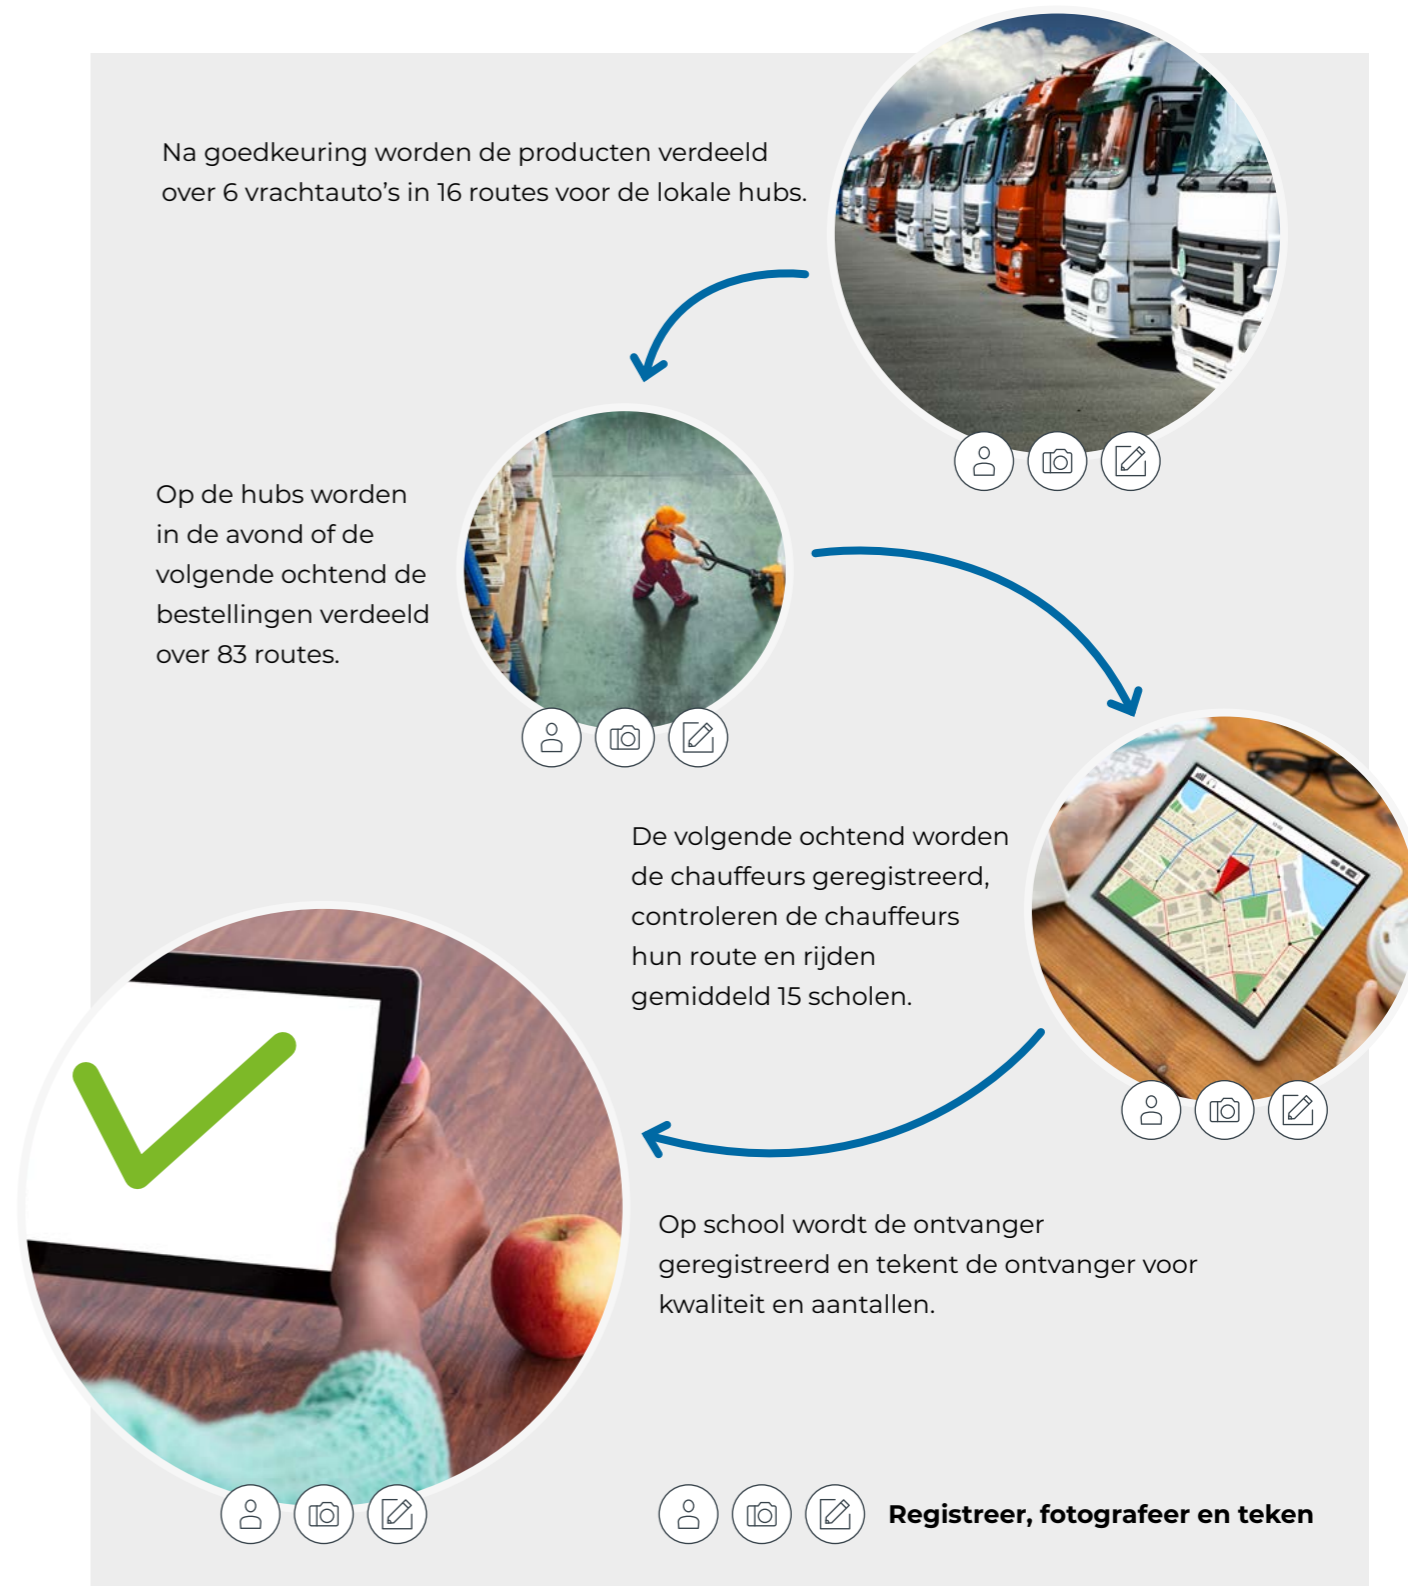 Na goedkeuring worden de producten verdeeld
over 6 vrachtauto’s in 16 routes voor de lokale hubs.
Op de hubs worden
in de avond of de
volgende ochtend de
bestellingen verdeeld
over 83 routes.
De volgende ochtend worden
de chauffeurs geregistreerd,
controleren de chauffeurs
hun route en rijden
gemiddeld 15 scholen.
Op school wordt de ontvanger
geregistreerd en tekent de ontvanger voor
kwaliteit en aantallen.
Registreer, fotografeer en teken